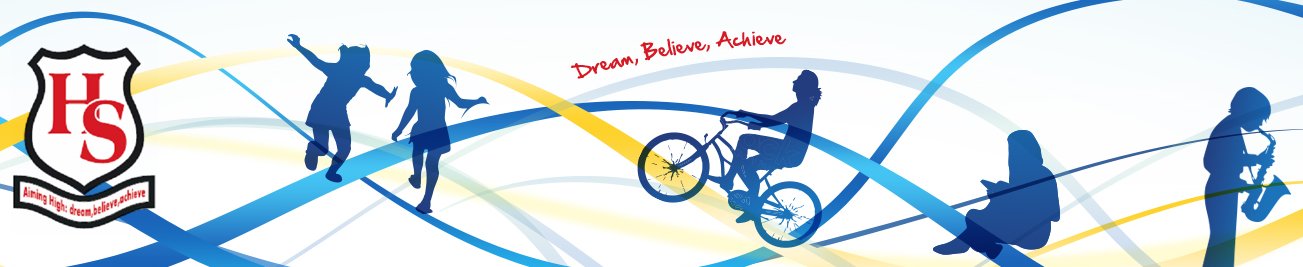 HS
Aiming High: dream,believe,achieve
Dream, Believe, Achieve